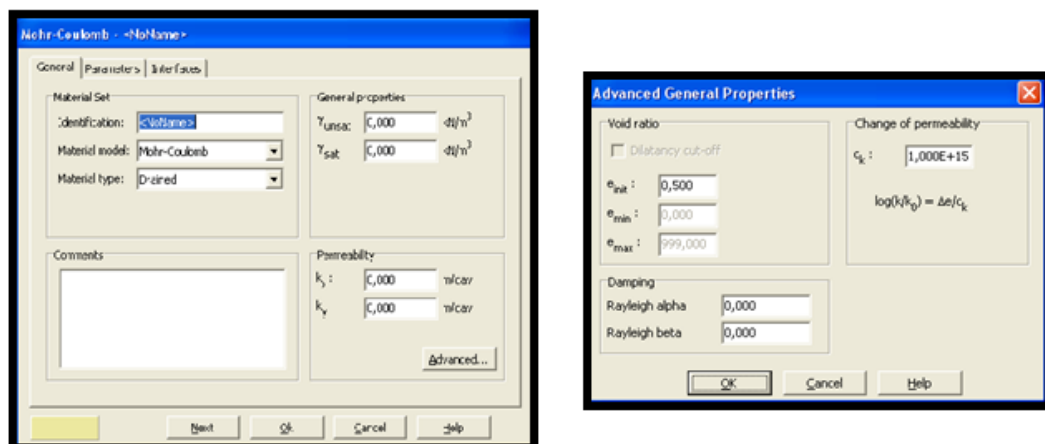 Mohr-Coulomb - <NoName>
General Parameters Interfaces
Material Set
Identification: <NoName>
Material model: Mohr-Coulomb
Material type: Drained
General properties
γunsat 0,000 kN/m³
γsat 0,000 kN/m³
Comments
Permeability
kx : 0,000 m/day
ky 0,000 m/day
Advanced...
Next Ok Cancel Help
Advanced General Properties
Void ratio
Dilatancy cut-off
einit : 0,500
emin : 0,000
emax : 999,000
Change of permeability
ck : 1,000E+15
log(k/k0) = Δe/ck
Damping
Rayleigh alpha 0,000
Rayleigh beta 0,000
OK Cancel Help